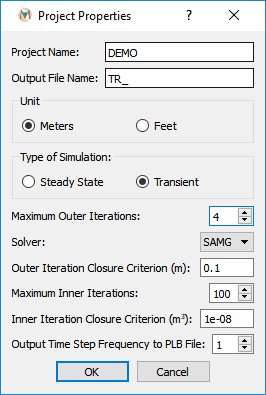 Project Properties
Project Name: DEMO
Output File Name: TR_
Unit
Meters Feet
Type of Simulation:
Steady State Transient
Maximum Outer Iterations: 4
Solver: SAMG
Outer Iteration Closure Criterion (m): 0.1
Maximum Inner Iterations: 100
Inner Iteration Closure Criterion (m³): 1e-08
Output Time Step Frequency to PLB File: 1
OK Cancel